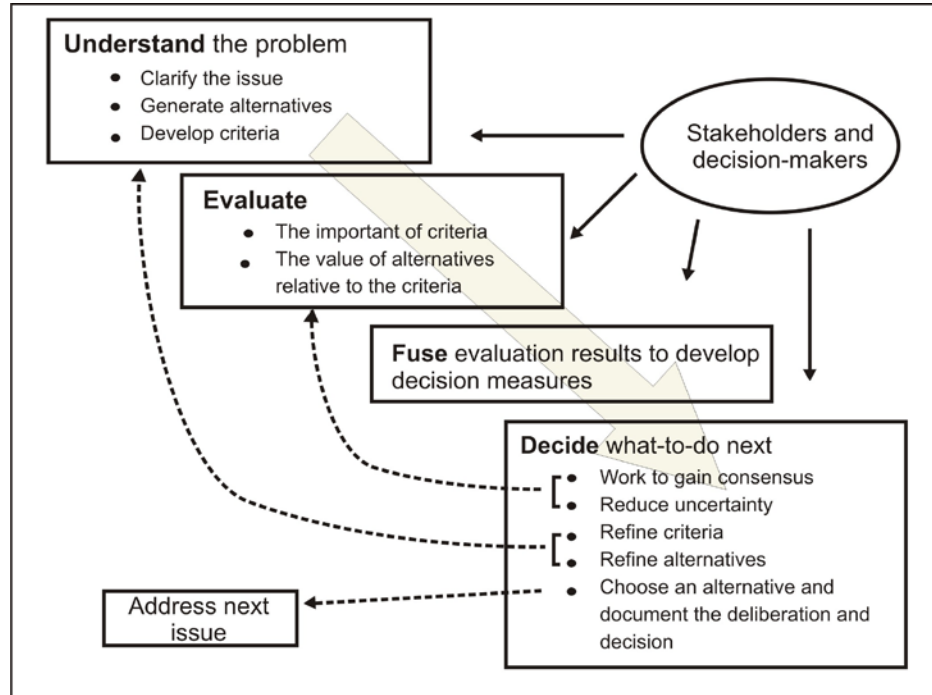 Understand the problem
• Clarify the issue
• Generate alternatives
• Develop criteria
Stakeholders and
decision-makers
Evaluate
• The important of criteria
• The value of alternatives
relative to the criteria
Fuse evaluation results to develop
decision measures
Decide what-to-do next
• Work to gain consensus
• Reduce uncertainty
• Refine criteria
• Refine alternatives
• Choose an alternative and
document the deliberation and
decision
Address next
issue